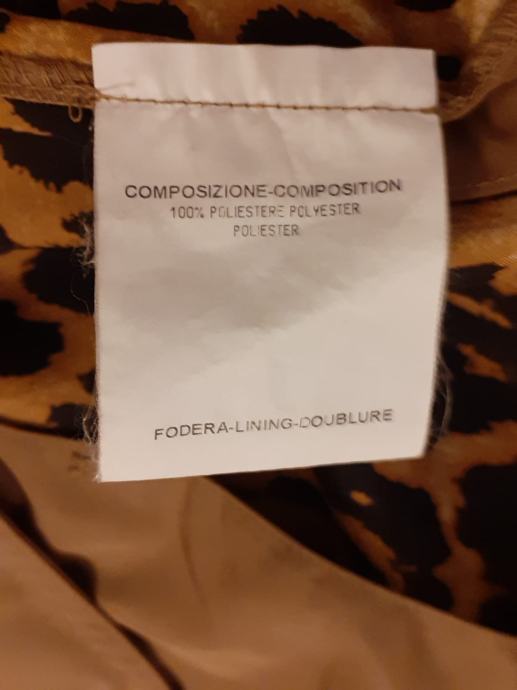 COMPOSIZIONE-COMPOSITION
100% POLIESTERE POLYESTER
POLIESTER
FODERA-LINING-DOUBLURE